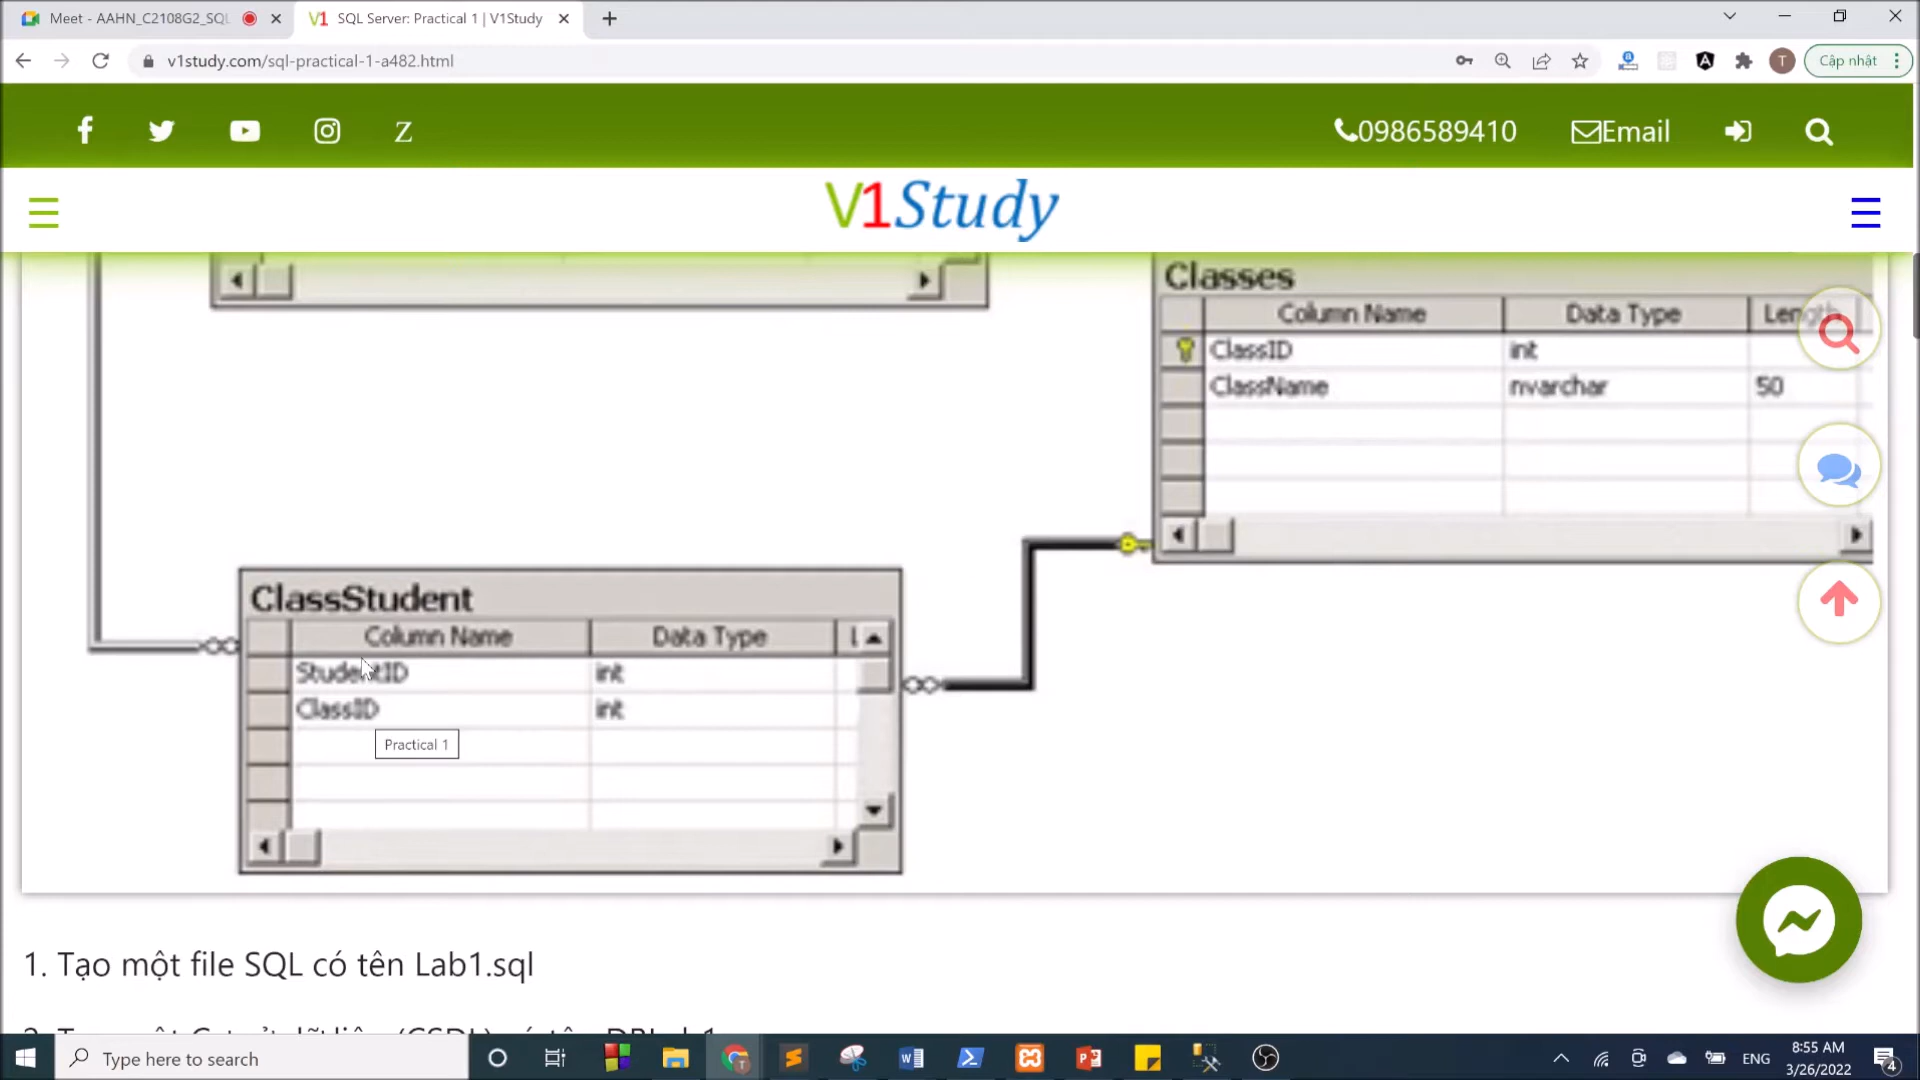 Meet - AAHN_C2108G2_SQL
SQL Server: Practical 1 | V1Study
v1study.com/sql-practical-1-a482.html
Cập nhật
0986589410
Email
V1Study
Classes
Column Name Data Type Length
ClassID int
ClassName nvarchar 50
ClassStudent
Column Name Data Type L
StudentID int
ClassID int
Practical 1
1. Tạo một file SQL có tên Lab1.sql
Type here to search
ENG
8:55 AM
3/26/2022
4